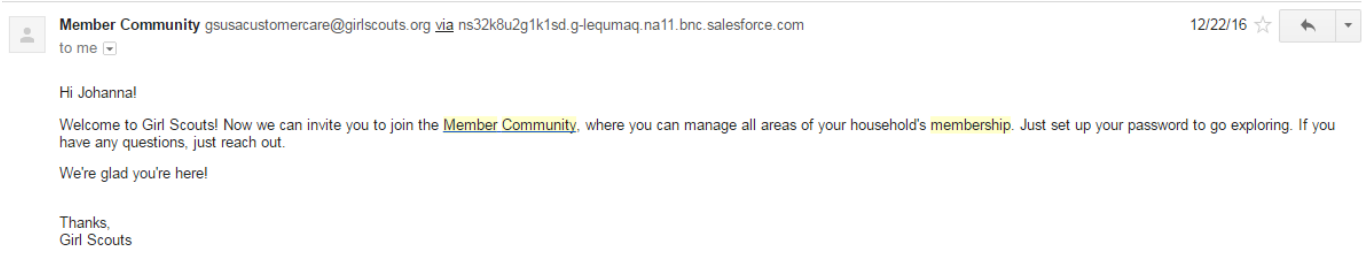 Member Community gsusacustomercare@girlscouts.org via ns32k8u2g1k1sd.g-lequmaq.na11.bnc.salesforce.com 12/22/16
to me
Hi Johanna!
Welcome to Girl Scouts! Now we can invite you to join the Member Community, where you can manage all areas of your household's membership. Just set up your password to go exploring. If you
have any questions, just reach out.
We're glad you're here!
Thanks,
Girl Scouts